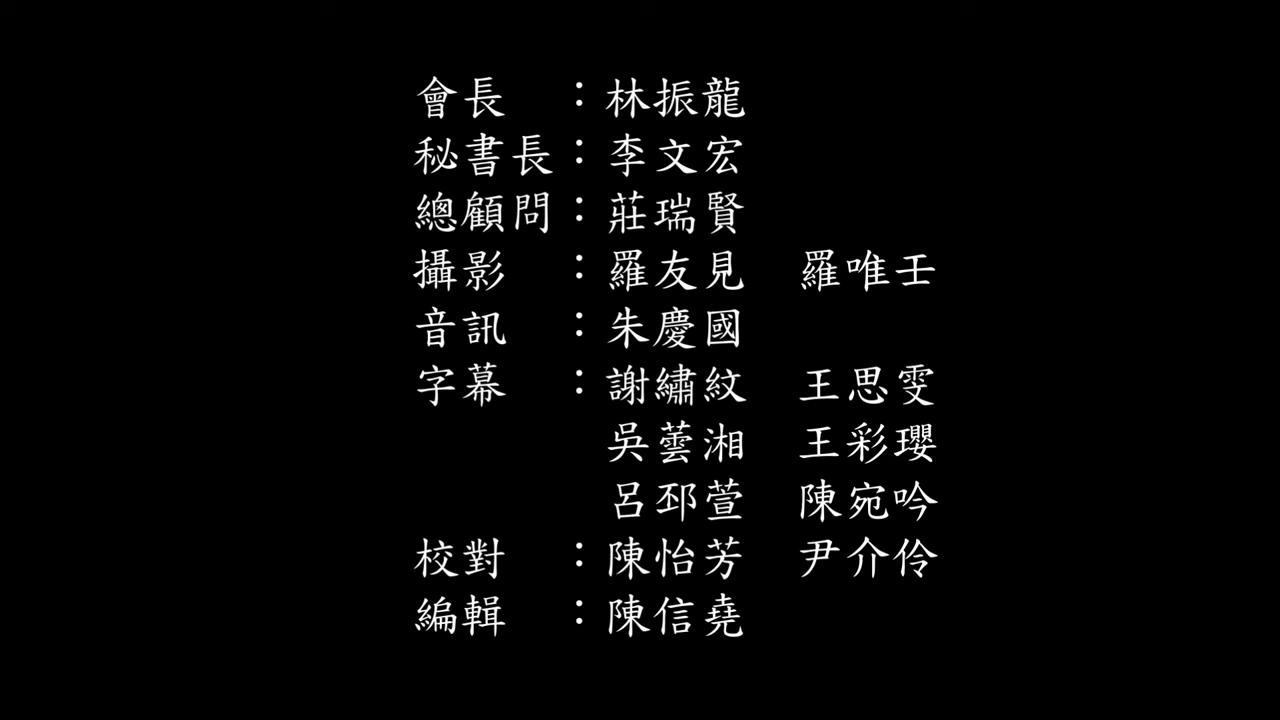 會長　：林振龍
秘書長：李文宏
總顧問：莊瑞賢
攝影　：羅友見　羅唯壬
音訊　：朱慶國
字幕　：謝繡紋　王思雯
吳蕓湘　王彩瓔
呂邳萱　陳宛吟
校對　：陳怡芳　尹介伶
編輯　：陳信堯